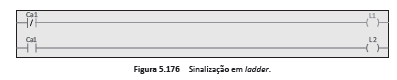 Ca1 L1
Ca1 L2
Figura 5.176 Sinalização em ladder.